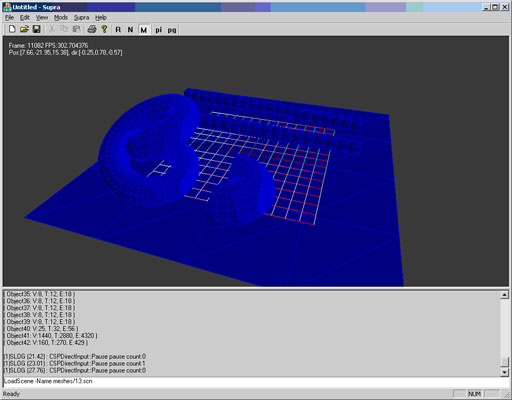 Untitled - Supra
File Edit View Mods Supra Help
R N M pi pq
Frame: 11082 FPS:302.704376
Pos [7.66,-21.95,15.38], dir [-0.25,0.78,-0.57]
( Object35: V:8, T:12, E:18 )
( Object36: V:8, T:12, E:18 )
( Object37: V:8, T:12, E:18 )
( Object38: V:8, T:12, E:18 )
( Object39: V:8, T:12, E:18 )
( Object40: V:25, T:32, E:56 )
( Object41: V:1440, T:2880, E:4320 )
( Object42: V:160, T:270, E:429 )
(1)SLOG (21.42) : CSPDirectInput::Pause pause count:0
(1)SLOG (23.01) : CSPDirectInput::Pause pause count:1
(1)SLOG (27.76) : CSPDirectInput::Pause pause count:0
LoadScene -Name meshes/13.ccn
Ready NUM